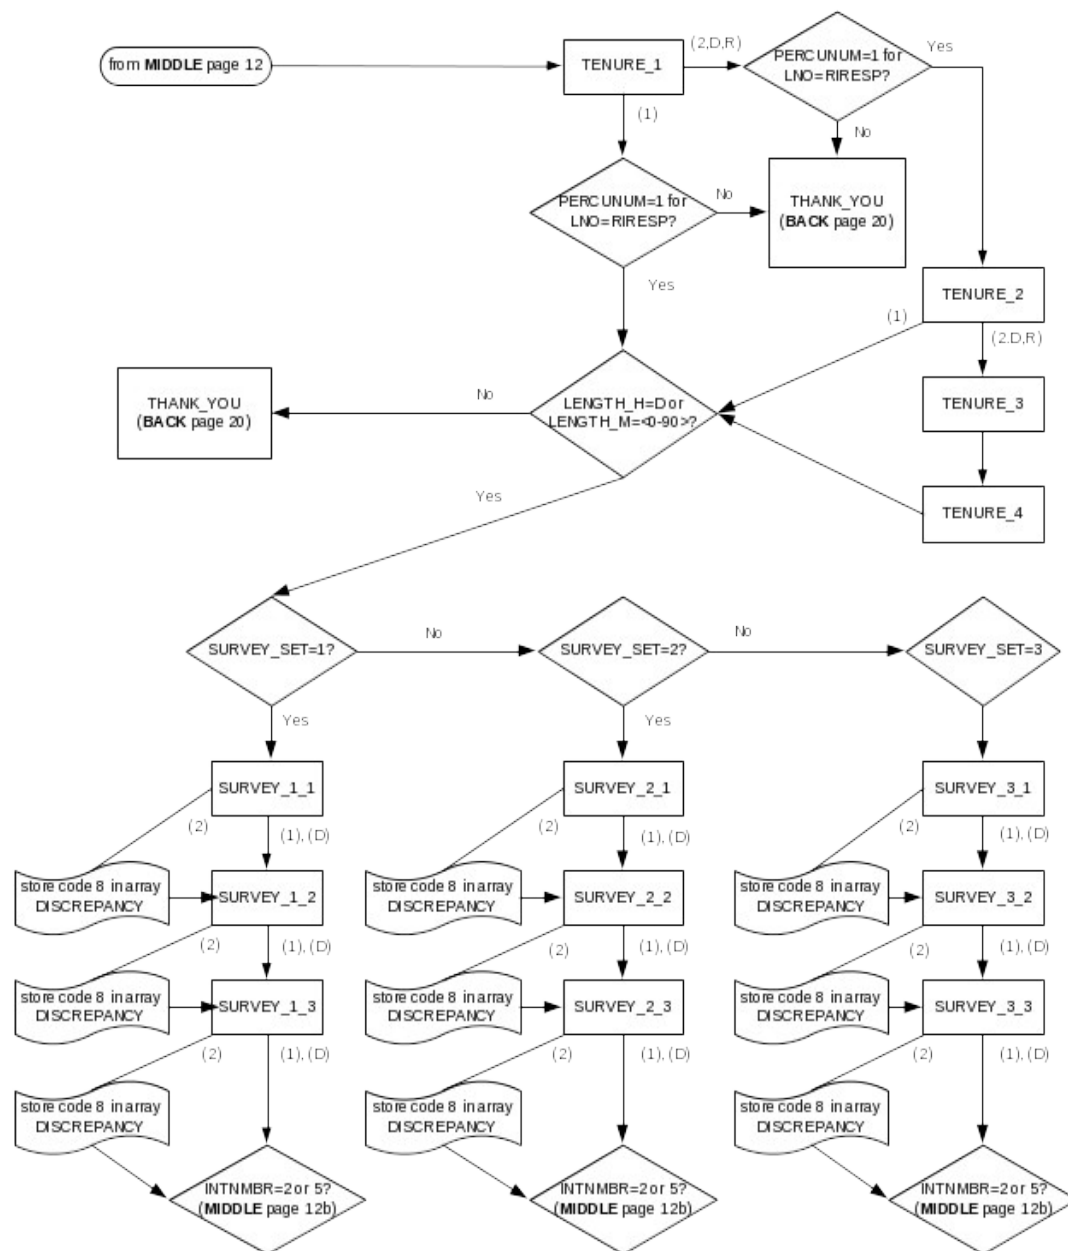 from MIDDLE page 12
TENURE_1
(2,D,R)
PERCUNUM=1 for
LNO=RIRESP?
Yes
(1)
No
PERCUNUM=1 for
LNO=RIRESP?
No
THANK_YOU
(BACK page 20)
Yes
TENURE_2
(1)
(2.D,R)
THANK_YOU
(BACK page 20)
No
LENGTH_H=D or
LENGTH_M=<0-90>?
TENURE_3
Yes
TENURE_4
SURVEY_SET=1?
No
SURVEY_SET=2?
No
SURVEY_SET=3
Yes
Yes
SURVEY_1_1
SURVEY_2_1
SURVEY_3_1
(2)
(1), (D)
(2)
(1), (D)
(2)
(1), (D)
store code 8 in array
DISCREPANCY
SURVEY_1_2
store code 8 in array
DISCREPANCY
SURVEY_2_2
store code 8 in array
DISCREPANCY
SURVEY_3_2
(2)
(1), (D)
(2)
(1), (D)
(2)
(1), (D)
store code 8 in array
DISCREPANCY
SURVEY_1_3
store code 8 in array
DISCREPANCY
SURVEY_2_3
store code 8 in array
DISCREPANCY
SURVEY_3_3
(2)
(1), (D)
(2)
(1), (D)
(2)
(1), (D)
store code 8 in array
DISCREPANCY
store code 8 in array
DISCREPANCY
store code 8 in array
DISCREPANCY
INTNMBR=2 or 5?
(MIDDLE page 12b)
INTNMBR=2 or 5?
(MIDDLE page 12b)
INTNMBR=2 or 5?
(MIDDLE page 12b)